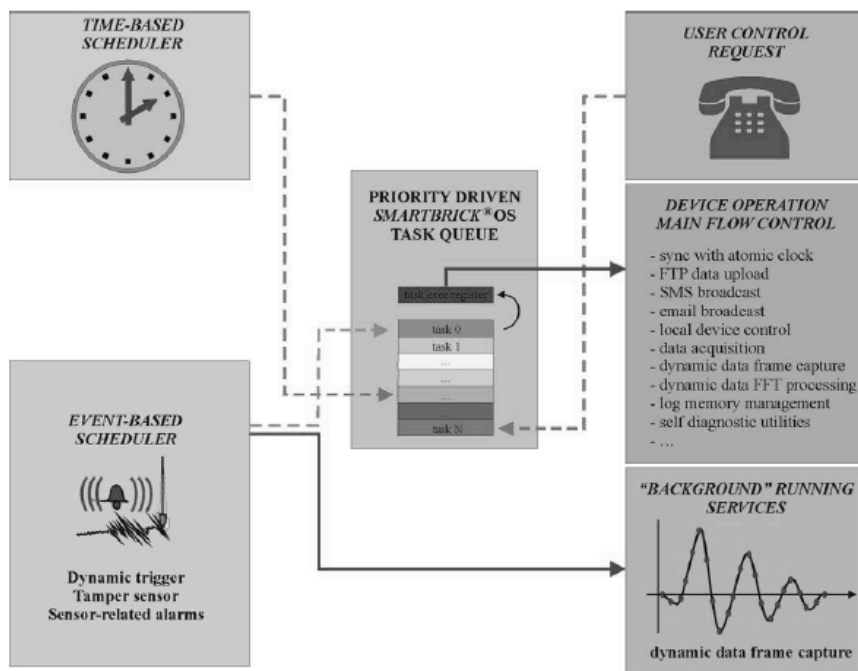 TIME-BASED
SCHEDULER
USER CONTROL
REQUEST
PRIORITY DRIVEN
SMARTBRICK®OS
TASK QUEUE
task exec register
task 0
task 1
...
...
...
...
task N
DEVICE OPERATION
MAIN FLOW CONTROL
- sync with atomic clock
- FTP data upload
- SMS broadcast
- email broadcast
- local device control
- data acquisition
- dynamic data frame capture
- dynamic data FFT processing
- log memory management
- self diagnostic utilities
- ...
EVENT-BASED
SCHEDULER
Dynamic trigger
Tamper sensor
Sensor-related alarms
"BACKGROUND" RUNNING
SERVICES
dynamic data frame capture